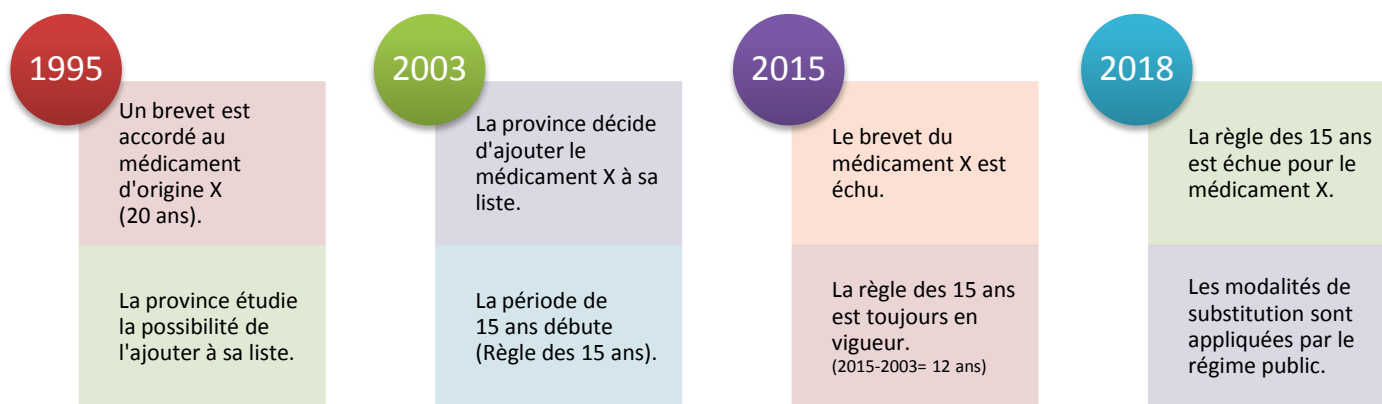 1995
Un brevet est
accordé au
médicament
d'origine X
(20 ans).
La province étudie
la possibilité de
l'ajouter à sa liste.
2003
La province décide
d'ajouter le
médicament X à sa
liste.
La période de
15 ans débute
(Règle des 15 ans).
2015
Le brevet du
médicament X est
échu.
La règle des 15 ans
est toujours en
vigueur.
(2015-2003= 12 ans)
2018
La règle des 15 ans
est échue pour le
médicament X.
Les modalités de
substitution sont
appliquées par le
régime public.